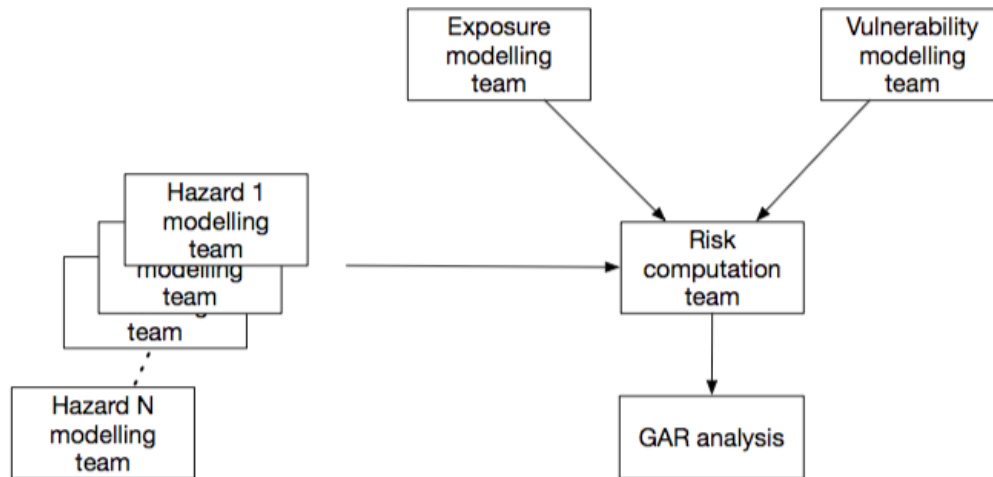 Exposure
modelling
team
Vulnerability
modelling
team
Hazard 1
modelling
team
modelling
team
team
Hazard N
modelling
team
Risk
computation
team
GAR analysis